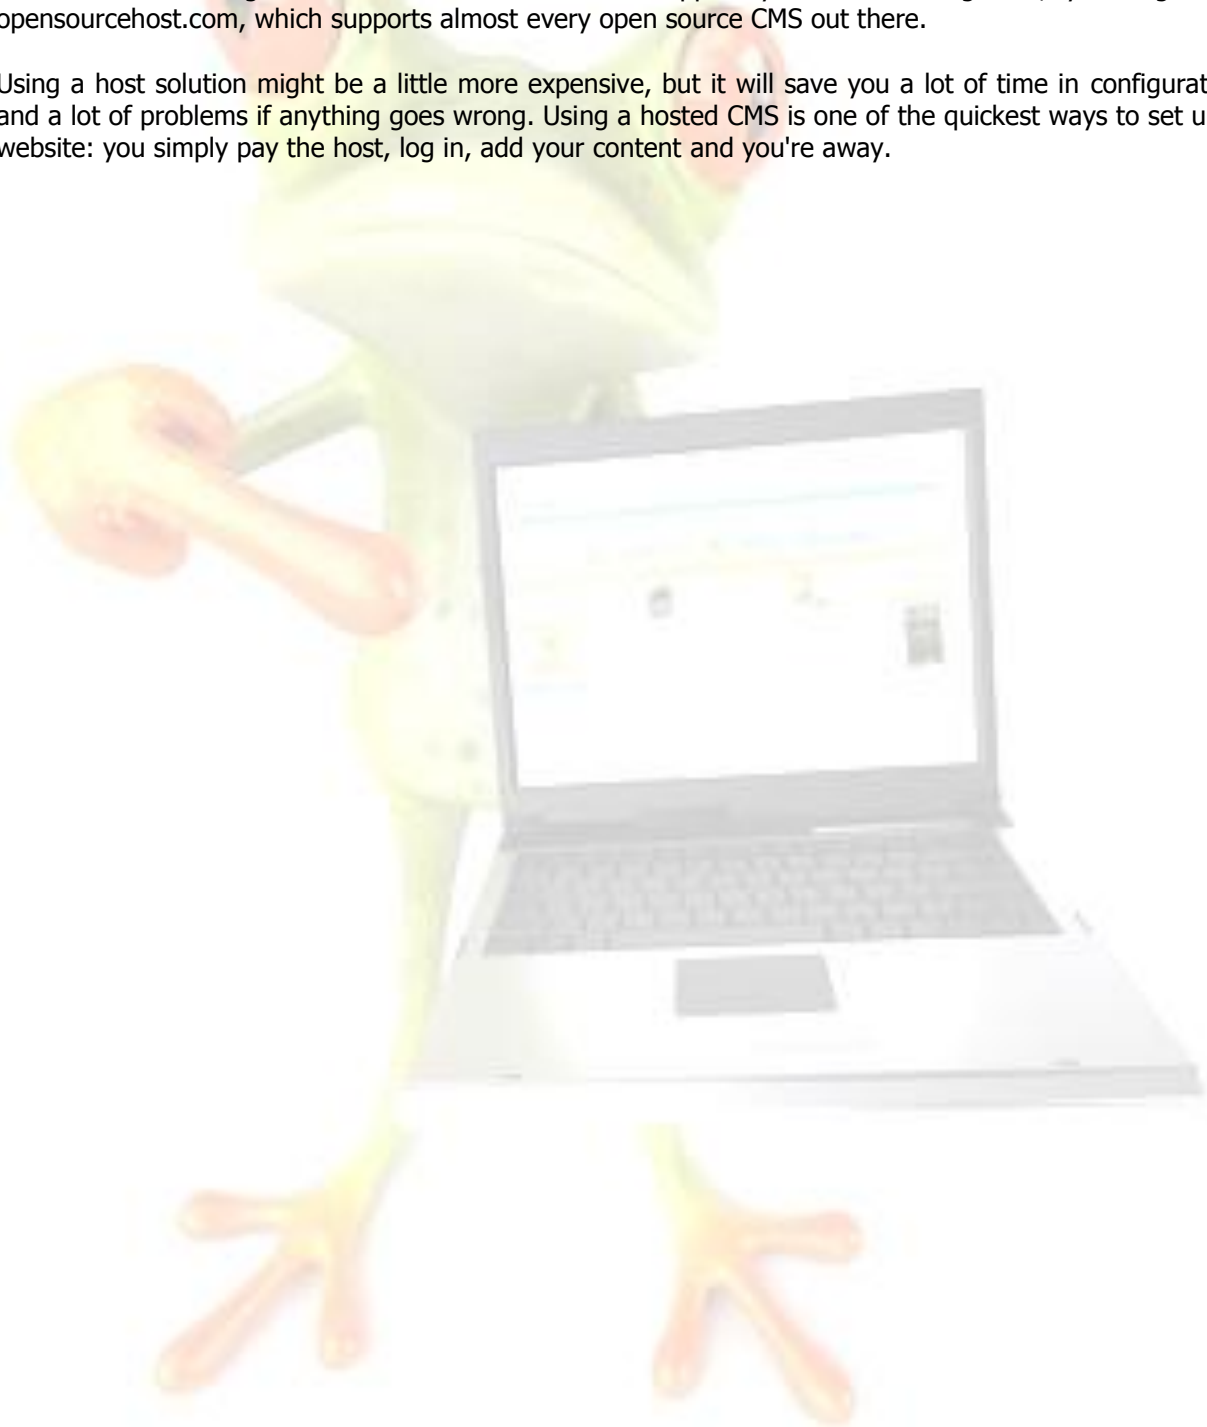 opensourcehost.com, which supports almost every open source CMS out there.
Using a host solution might be a little more expensive, but it will save you a lot of time in configurat
and a lot of problems if anything goes wrong. Using a hosted CMS is one of the quickest ways to set u
website: you simply pay the host, log in, add your content and you're away.